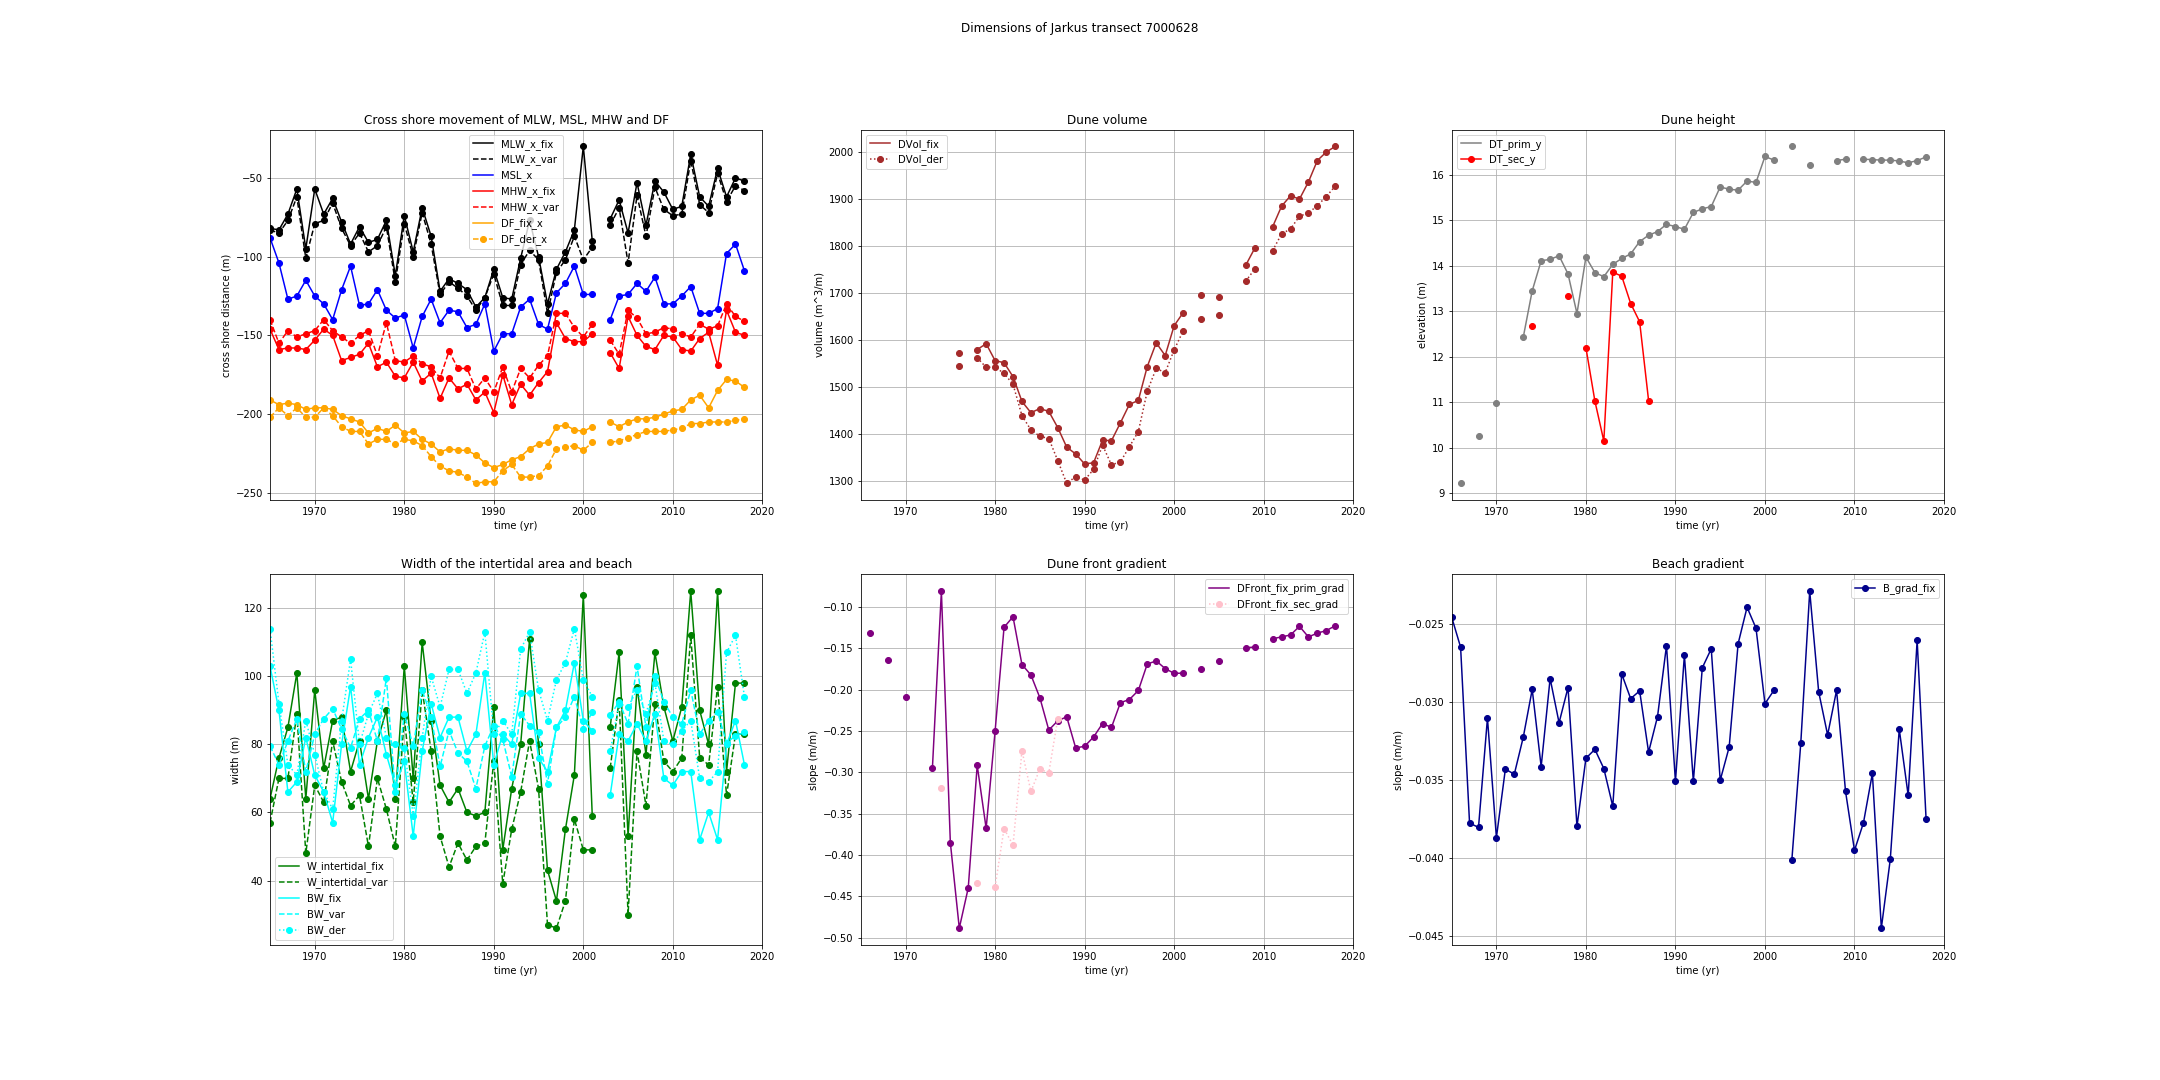 Dimensions of Jarkus transect 7000628
Cross shore movement of MLW, MSL, MHW and DF
cross shore distance (m)
−50
−100
−150
−200
−250
MLW_x_fix
MLW_x_var
MSL_x
MHW_x_fix
MHW_x_var
DF_fix_x
DF_der_x
1970 1980 1990 2000 2010 2020
time (yr)
Dune volume
volume (m^3/m)
2000
1900
1800
1700
1600
1500
1400
1300
DVol_fix
DVol_der
1970 1980 1990 2000 2010 2020
time (yr)
Dune height
elevation (m)
16
15
14
13
12
11
10
9
DT_prim_y
DT_sec_y
1970 1980 1990 2000 2010 2020
time (yr)
Width of the intertidal area and beach
width (m)
120
100
80
60
40
W_intertidal_fix
W_intertidal_var
BW_fix
BW_var
BW_der
1970 1980 1990 2000 2010 2020
time (yr)
Dune front gradient
slope (m/m)
−0.10
−0.15
−0.20
−0.25
−0.30
−0.35
−0.40
−0.45
−0.50
DFront_fix_prim_grad
DFront_fix_sec_grad
1970 1980 1990 2000 2010 2020
time (yr)
Beach gradient
slope (m/m)
−0.025
−0.030
−0.035
−0.040
−0.045
B_grad_fix
1970 1980 1990 2000 2010 2020
time (yr)